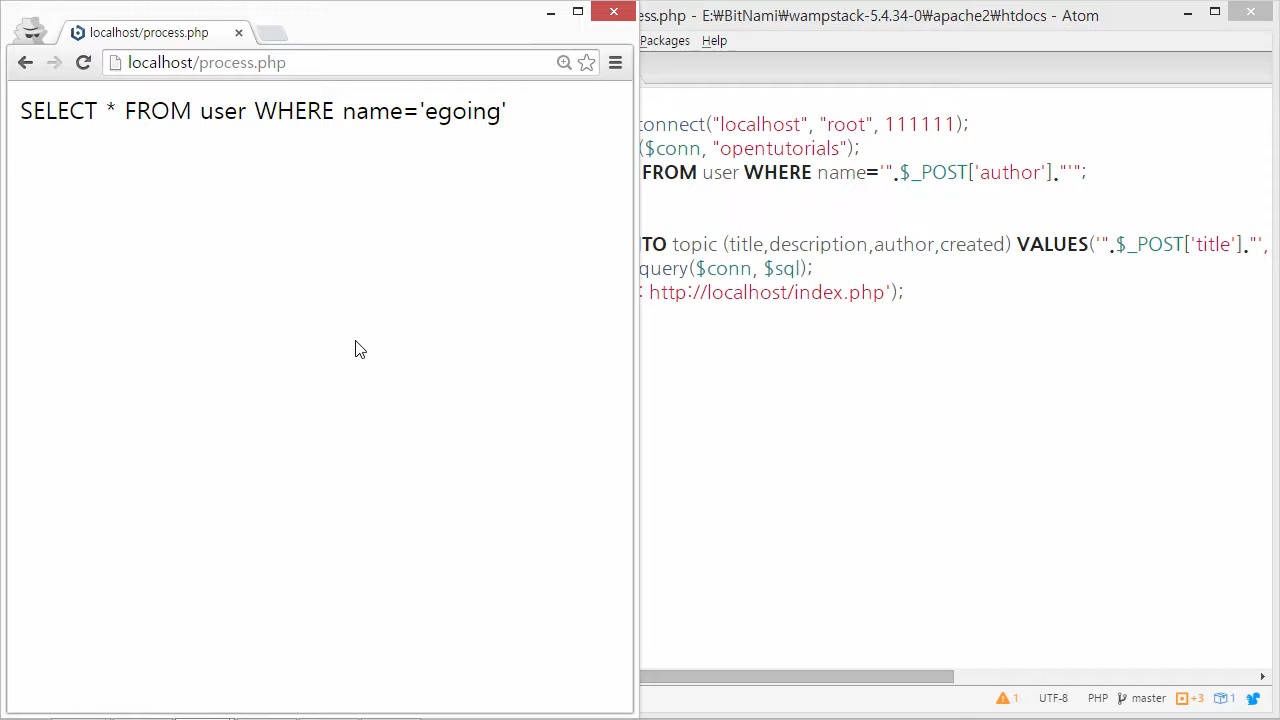 localhost/process.php
localhost/process.php
SELECT * FROM user WHERE name='egoing'
ess.php - E:￦BitNami￦wampstack-5.4.34-0￦apache2￦htdocs - Atom
Packages Help
connect("localhost", "root", 111111);
($conn, "opentutorials");
FROM user WHERE name='".$_POST['author']."'";
TO topic (title,description,author,created) VALUES('".$_POST['title']."',
query($conn, $sql);
: http://localhost/index.php');
1 UTF-8 PHP master +3 1